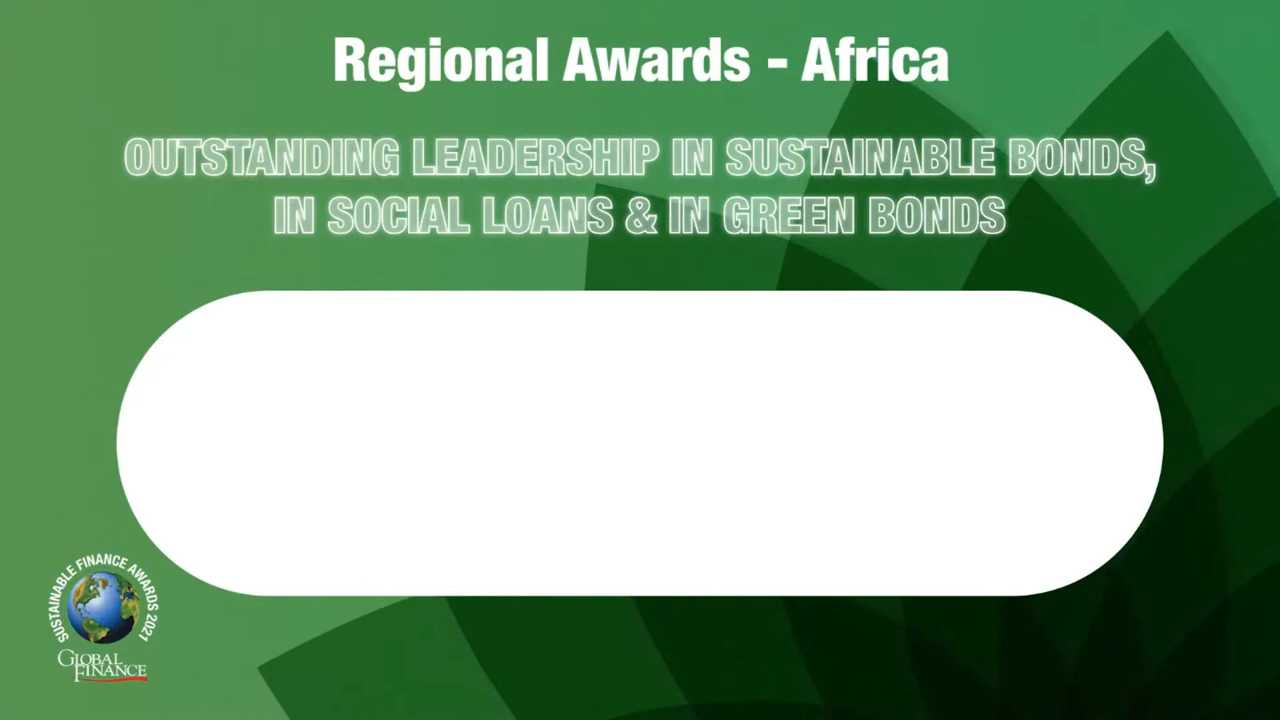 Regional Awards - Africa
OUTSTANDING LEADERSHIP IN SUSTAINABLE BONDS,
IN SOCIAL LOANS & IN GREEN BONDS
SUSTAINABLE FINANCE AWARDS 2021
GLOBAL
FINANCE